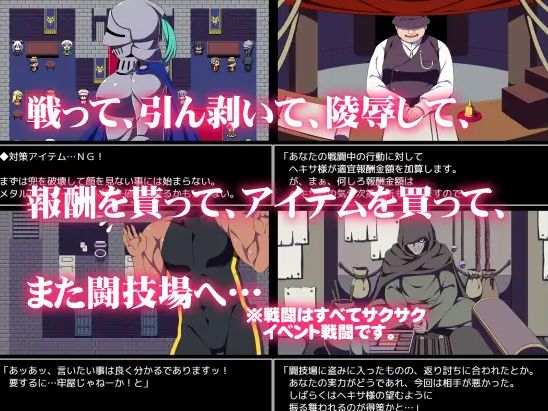 戦って、引ん剥いて、陵辱して、
◆対策アイテム…ＮＧ！
まずは兜を破壊して顔を見ない事には始まらない。
「あなたの戦闘中の行動に対して
ヘキサ様が適宜報酬金額を加算します。
が、まぁ、何しろ報酬金額は
報酬を貰って、アイテムを買って、
また闘技場へ…
※戦闘はすべてサクサク
イベント戦闘です。
「あッあッ、言いたい事は良く分かるでありますッ！
要するに…牢屋じゃねーか！と」
「闘技場に盗みに入ったものの、返り討ちに合われたとか。
あなたの実力がどうであれ、今回は相手が悪かった。
しばらくはヘキサ様の望むように
振る舞われるのが得策かと…」